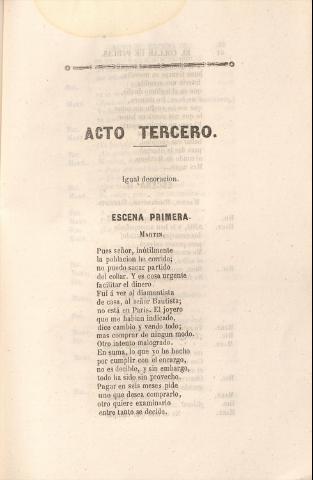 ACTO TERCERO.
Igual decoracion.
ESCENA PRIMERA.
MARTIN.
Pues señor, inútilmente
la poblacion he corrido;
no puedo sacar partido
del collar. Y es cosa urgente
facilitar el dinero
Fuí á ver al diamantista
de casa, al señor Bautista;
no está en Paris. El joyero
que me habian indicado,
dice cambio y vendo todo;
mas comprar de ningun modo.
Otro intento malogrado.
En suma, lo que yo he hecho
por cumplir con el encargo,
no es decible, y sin embargo,
todo ha sido sin provecho.
Pagar en seis meses pide
uno que desea comprarlo,
otro quiere examinarlo
entre tanto se decide.